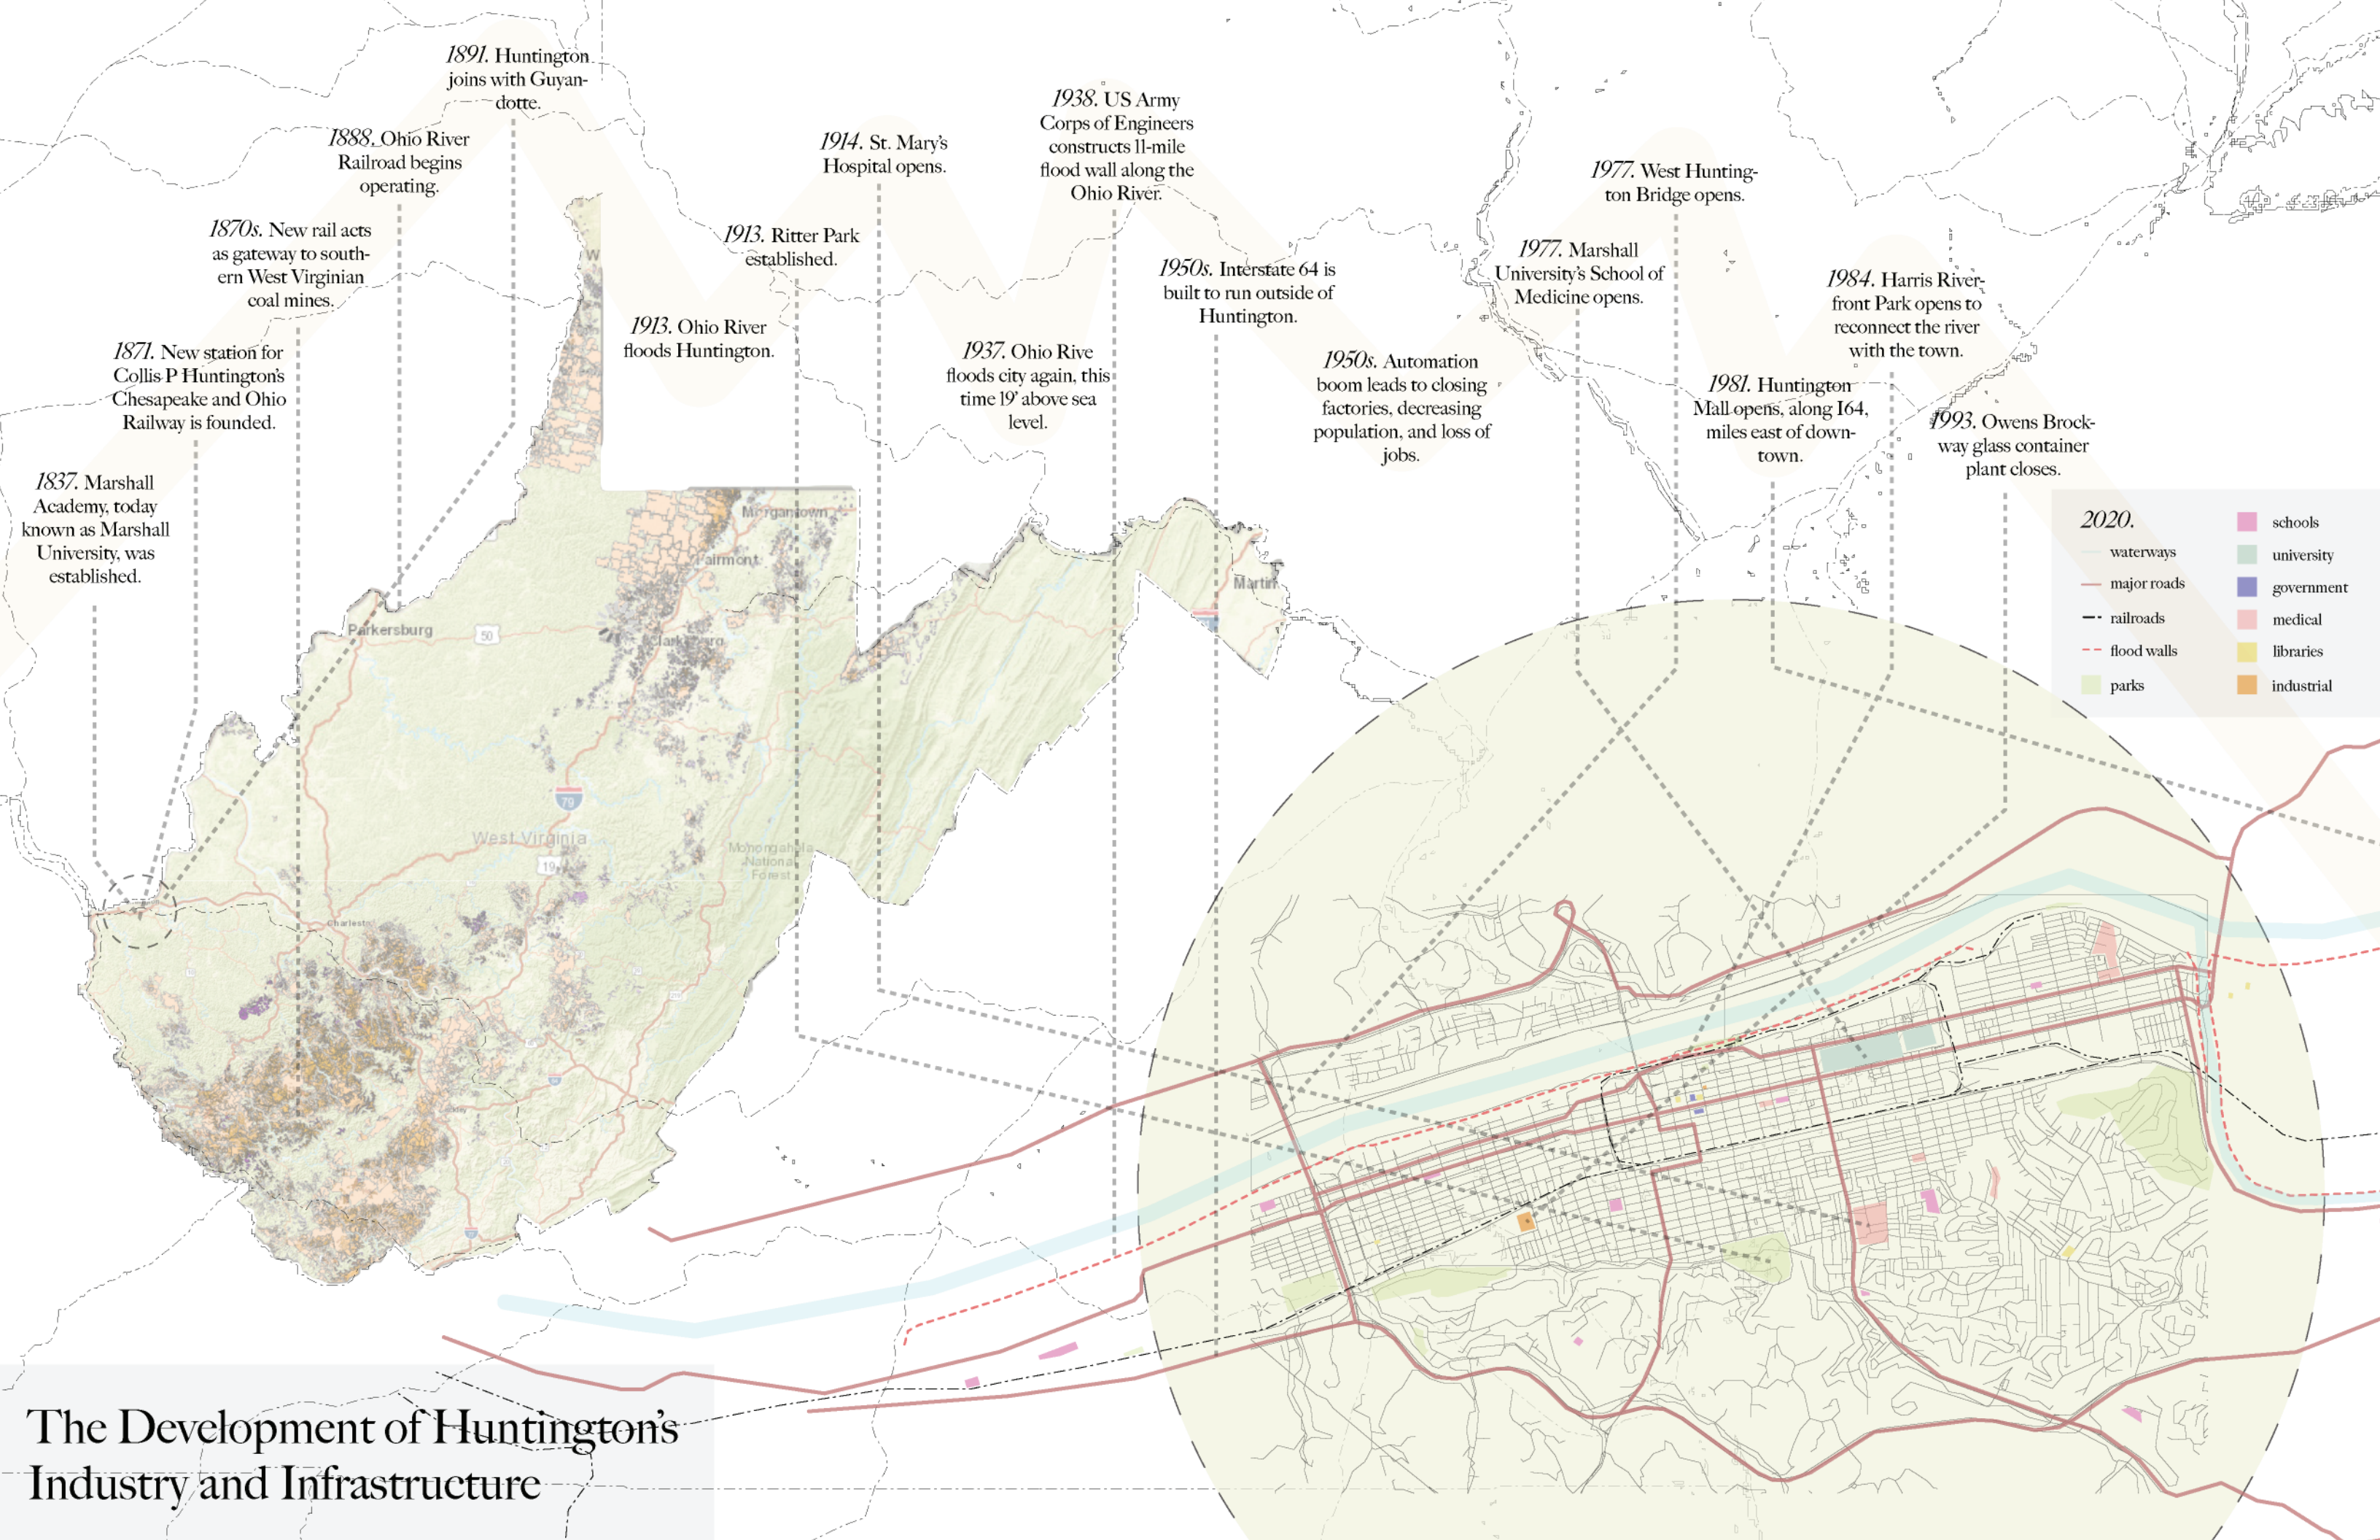 1891. Huntington
joins with Guyan-
dotte.
1888. Ohio River
Railroad begins
operating.
1870s. New rail acts
as gateway to south-
ern West Virginian
coal mines.
1871. New station for
Collis P Huntington's
Chesapeake and Ohio
Railway is founded.
1837. Marshall
Academy, today
known as Marshall
University, was
established.
1913. Ohio River
floods Huntington.
1913. Ritter Park
established.
1914. St. Mary's
Hospital opens.
1937. Ohio Rive
floods city again, this
time 19' above sea
level.
1938. US Army
Corps of Engineers
constructs 11-mile
flood wall along the
Ohio River.
1950s. Interstate 64 is
built to run outside of
Huntington.
1950s. Automation
boom leads to closing
factories, decreasing
population, and loss of
jobs.
1977. Marshall
University's School of
Medicine opens.
1977. West Hunting-
ton Bridge opens.
1981. Huntington
Mall opens, along I64,
miles east of down-
town.
1984. Harris River-
front Park opens to
reconnect the river
with the town.
1993. Owens Brock-
way glass container
plant closes.
2020.
waterways
major roads
railroads
flood walls
parks
schools
university
government
medical
libraries
industrial
W
Morgantown
Fairmont
Martin
Parkersburg
50
79
West Virginia
19
Monongahela
National
Forest
Charlest
The Development of Huntington's
Industry and Infrastructure